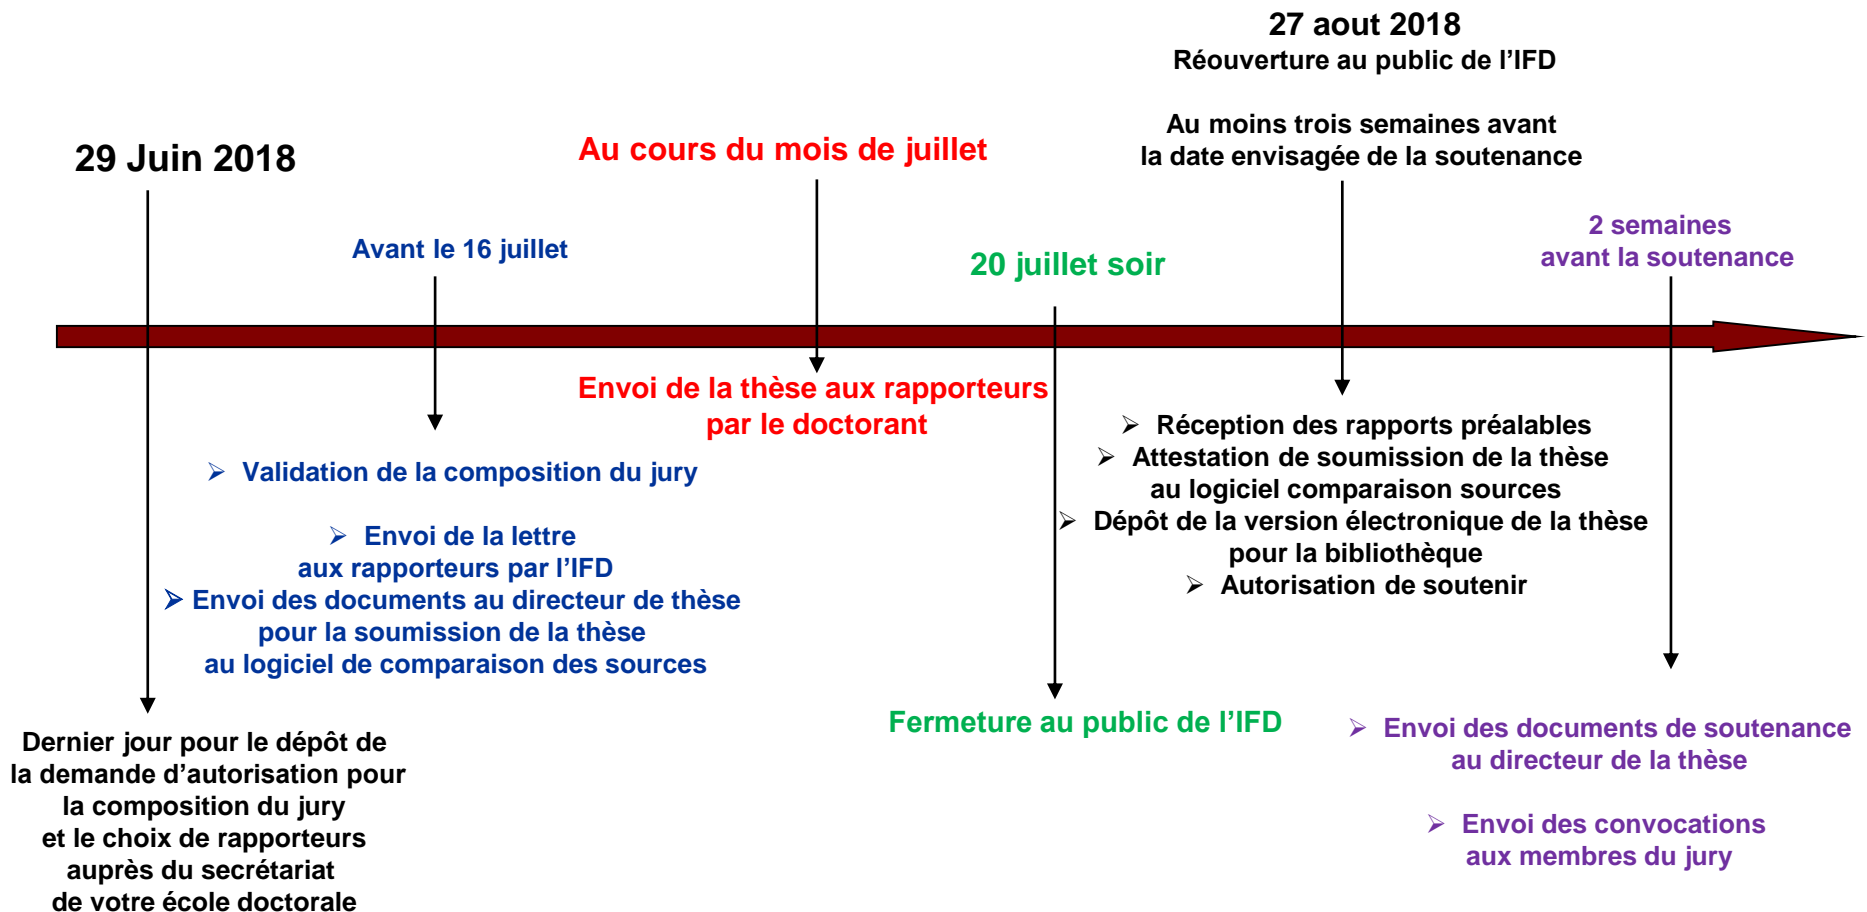 29 Juin 2018
Dernier jour pour le dépôt de
la demande d’autorisation pour
la composition du jury
et le choix de rapporteurs
auprès du secrétariat
de votre école doctorale
Avant le 16 juillet
➢ Validation de la composition du jury
➢ Envoi de la lettre
aux rapporteurs par l’IFD
➢ Envoi des documents au directeur de thèse
pour la soumission de la thèse
au logiciel de comparaison des sources
Au cours du mois de juillet
Envoi de la thèse aux rapporteurs
par le doctorant
20 juillet soir
Fermeture au public de l’IFD
27 aout 2018
Réouverture au public de l’IFD
Au moins trois semaines avant
la date envisagée de la soutenance
➢ Réception des rapports préalables
➢ Attestation de soumission de la thèse
au logiciel comparaison sources
➢ Dépôt de la version électronique de la thèse
pour la bibliothèque
➢ Autorisation de soutenir
2 semaines
avant la soutenance
➢ Envoi des documents de soutenance
au directeur de la thèse
➢ Envoi des convocations
aux membres du jury